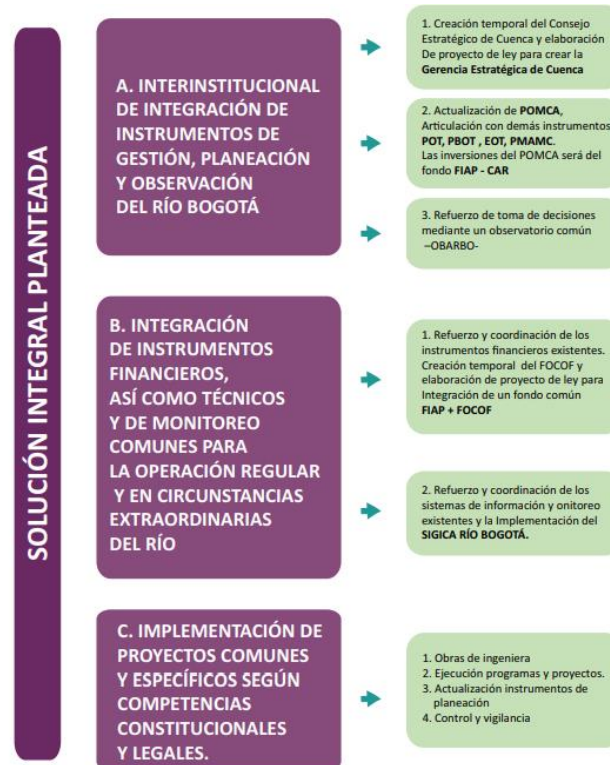 SOLUCIÓN INTEGRAL PLANTEADA
A. INTERINSTITUCIONAL
DE INTEGRACIÓN DE
INSTRUMENTOS DE
GESTIÓN, PLANEACIÓN
Y OBSERVACIÓN
DEL RÍO BOGOTÁ
1. Creación temporal del Consejo
Estratégico de Cuenca y elaboración
De proyecto de ley para crear la
Gerencia Estratégica de Cuenca
2. Actualización de POMCA,
Articulación con demás instrumentos
POT, PBOT , EOT, PMAMC.
Las inversiones del POMCA será del
fondo FIAP - CAR
3. Refuerzo de toma de decisiones
mediante un observatorio común
–OBARBO-
B. INTEGRACIÓN
DE INSTRUMENTOS
FINANCIEROS,
ASÍ COMO TÉCNICOS
Y DE MONITOREO
COMUNES PARA
LA OPERACIÓN REGULAR
Y EN CIRCUNSTANCIAS
EXTRAORDINARIAS
DEL RÍO
1. Refuerzo y coordinación de los
instrumentos financieros existentes.
Creación temporal del FOCOF y
elaboración de proyecto de ley para
Integración de un fondo común
FIAP + FOCOF
2. Refuerzo y coordinación de los
sistemas de información y onitoreo
existentes y la Implementación del
SIGICA RÍO BOGOTÁ.
C. IMPLEMENTACIÓN DE
PROYECTOS COMUNES
Y ESPECÍFICOS SEGÚN
COMPETENCIAS
CONSTITUCIONALES
Y LEGALES.
1. Obras de ingeniera
2. Ejecución programas y proyectos.
3. Actualización instrumentos de
planeación
4. Control y vigilancia